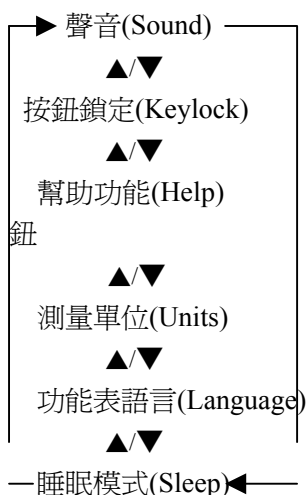 聲音(Sound)
▲/▼
按鈕鎖定(Keylock)
▲/▼
幫助功能(Help)
鈕
▲/▼
測量單位(Units)
▲/▼
功能表語言(Language)
▲/▼
睡眠模式(Sleep)